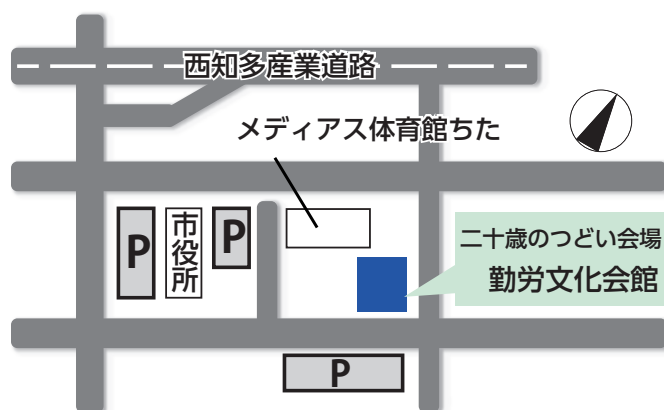 西知多産業道路
メディアス体育館ちた
P
市役所
P
二十歳のつどい会場
勤労文化会館
P